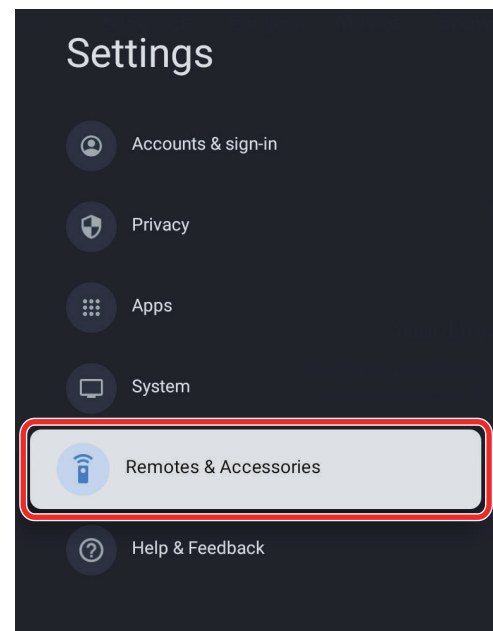 Settings
Accounts & sign-in
Privacy
Apps
System
Remotes & Accessories
Help & Feedback